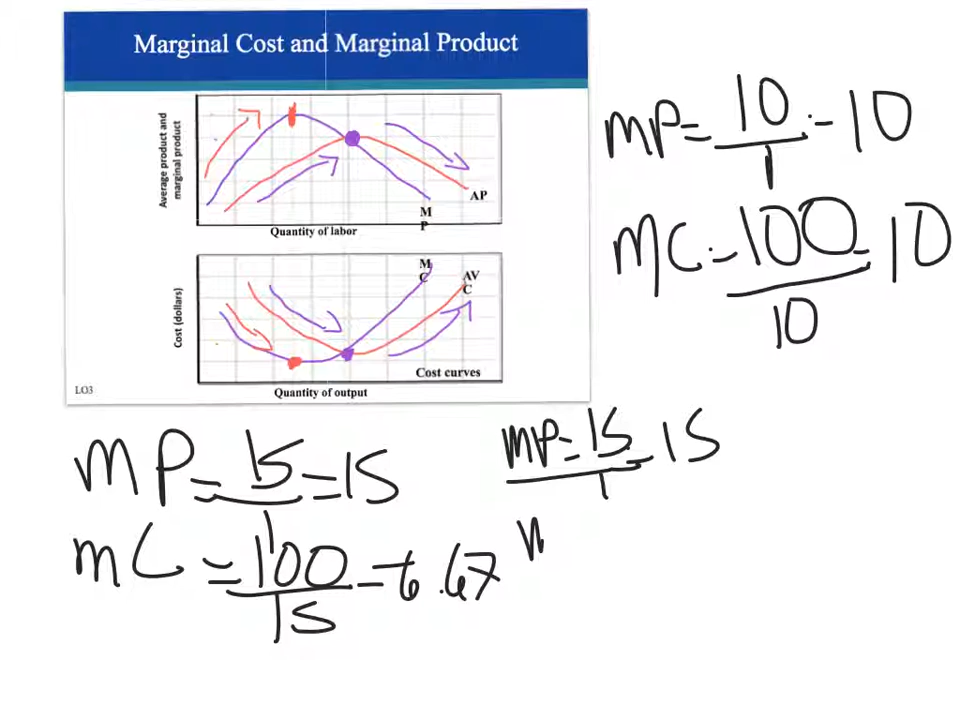 Marginal Cost and Marginal Product
Average product and
marginal product
AP
M
P
Quantity of labor
M
C
AV
C
Cost (dollars)
Cost curves
LO3
Quantity of output
MP = 10/1 = 10
MC = 100/10 = 10
MP = 15/1 = 15
MC = 100/15 = 6.67
MP = 15/1 = 15